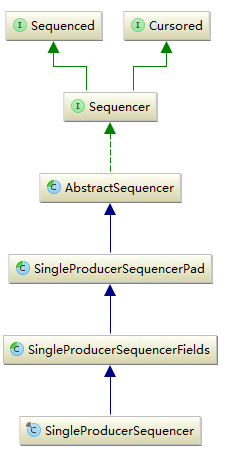 I Sequenced
I Cursored
I Sequencer
C AbstractSequencer
C SingleProducerSequencerPad
C SingleProducerSequencerFields
C SingleProducerSequencer